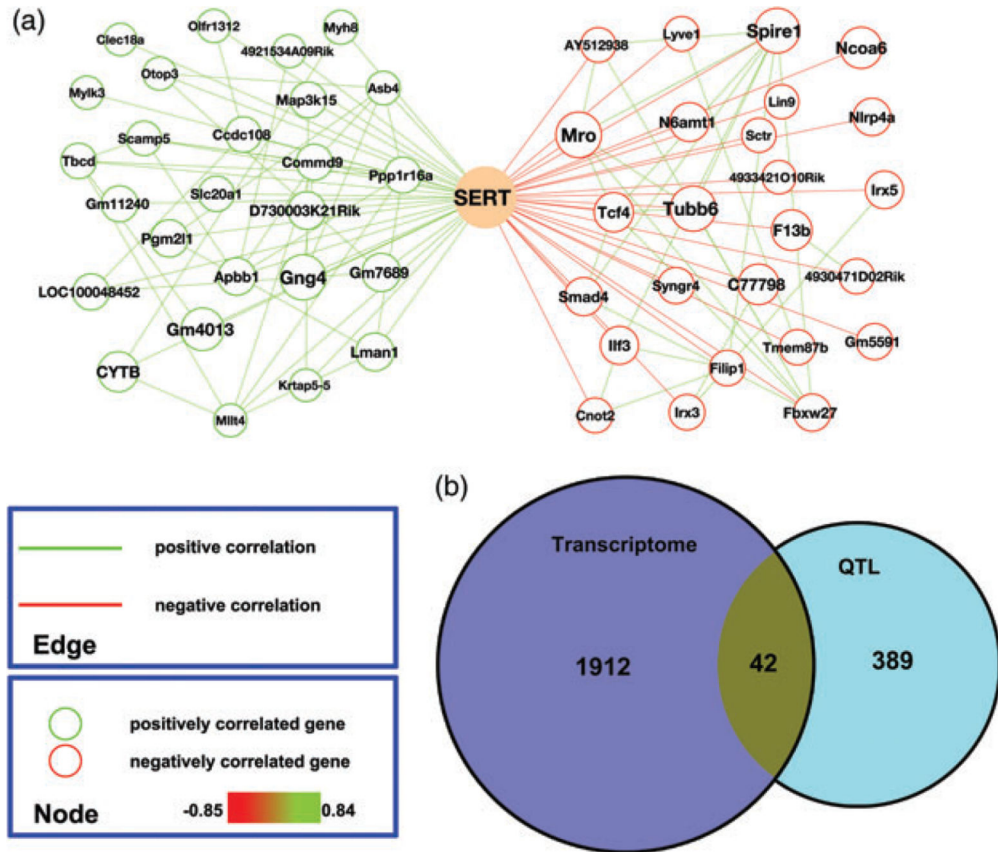 (a)
Olfr1312
Myh8
Clec18a
4921534A09Rik
Otop3
Asb4
Mylk3
Map3k15
Scamp5
Ccdc108
Tbcd
Commd9
Ppp1r16a
Gm11240
Slc20a1
D730003K21Rik
Pgm2l1
Apbb1
Gng4
Gm7689
LOC100048452
Gm4013
Lman1
CYTB
Krtap5-5
Mllt4
SERT
AY512938
Lyve1
Spire1
Ncoa6
Mro
N6amt1
Lin9
Sctr
Nlrp4a
4933421O10Rik
Irx5
Tcf4
Tubb6
F13b
Smad4
Syngr4
C77798
4930471D02Rik
Ilf3
Tmem87b
Gm5591
Filip1
Cnot2
Irx3
Fbxw27
positive correlation
negative correlation
Edge
positively correlated gene
negatively correlated gene
Node
-0.85
0.84
(b)
Transcriptome
QTL
1912
42
389